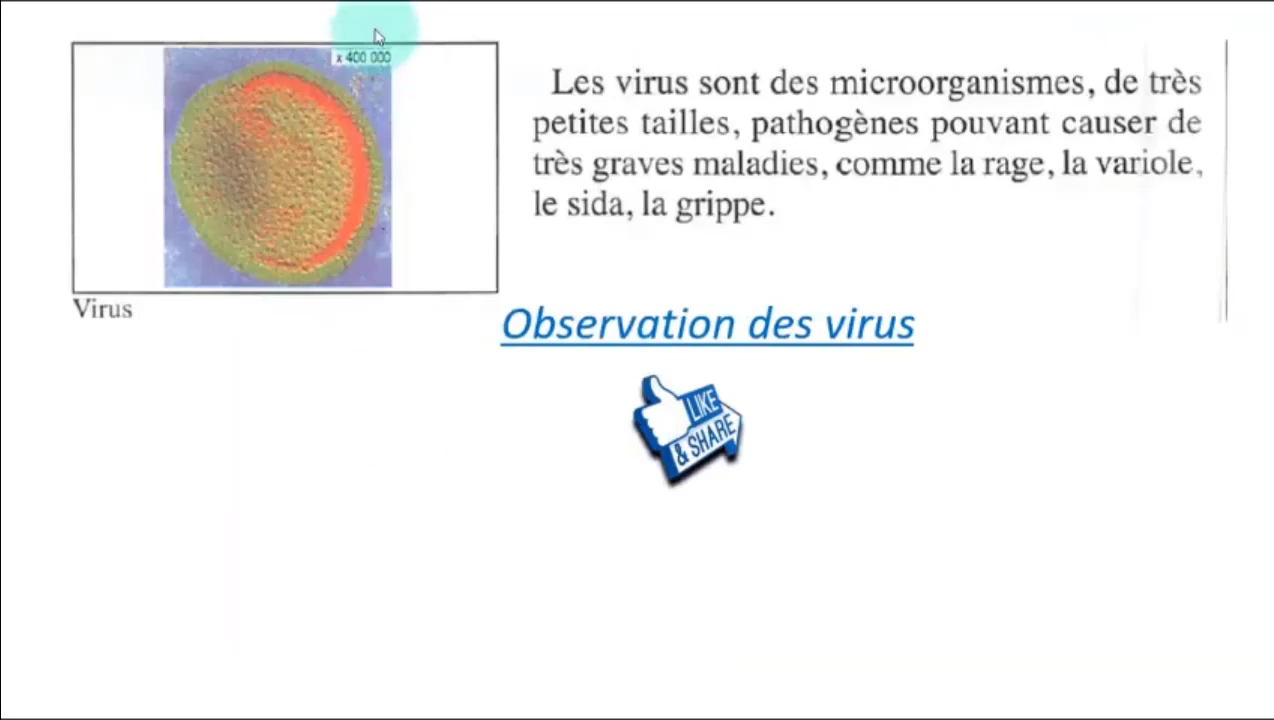 x 400 000
Les virus sont des microorganismes, de très
petites tailles, pathogènes pouvant causer de
très graves maladies, comme la rage, la variole,
le sida, la grippe.
Virus
Observation des virus
LIKE
& SHARE